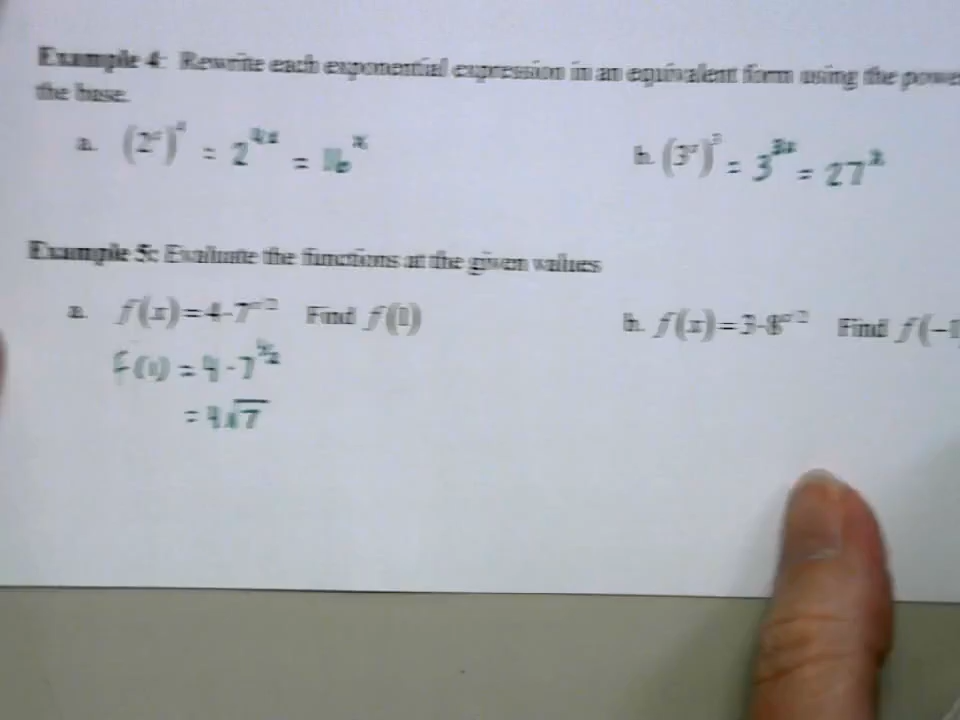 Example 4: Rewrite each exponential expression in an equivalent form using the powe
the base.
a. (2^x)^4 = 2^{4x} = 16^x
b. (3^x)^3 = 3^{3x} = 27^x
Example 5: Evaluate the functions at the given values
a. f(x)=4·7^{x/2} Find f(1)
b. f(x)=3·8^{x/2} Find f(-1
f(1) = 4·7^{1/2}
= 4√7